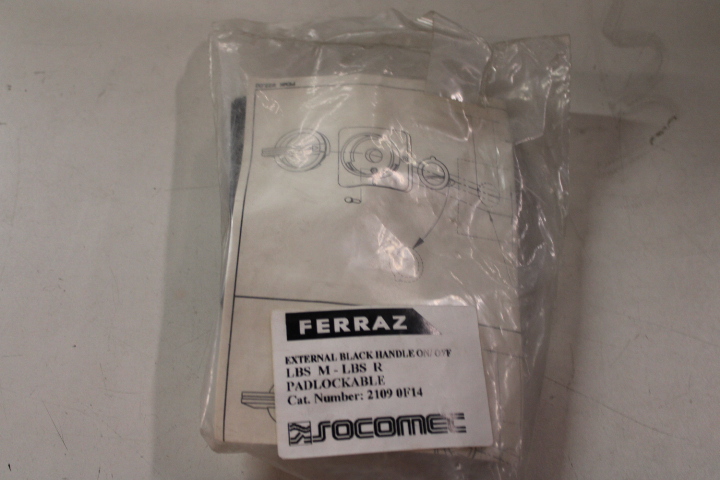 FERRAZ
EXTERNAL BLACK HANDLE ON/OFF
LBS M - LBS R
PADLOCKABLE
Cat. Number: 2109 0F14
SOCOMEC